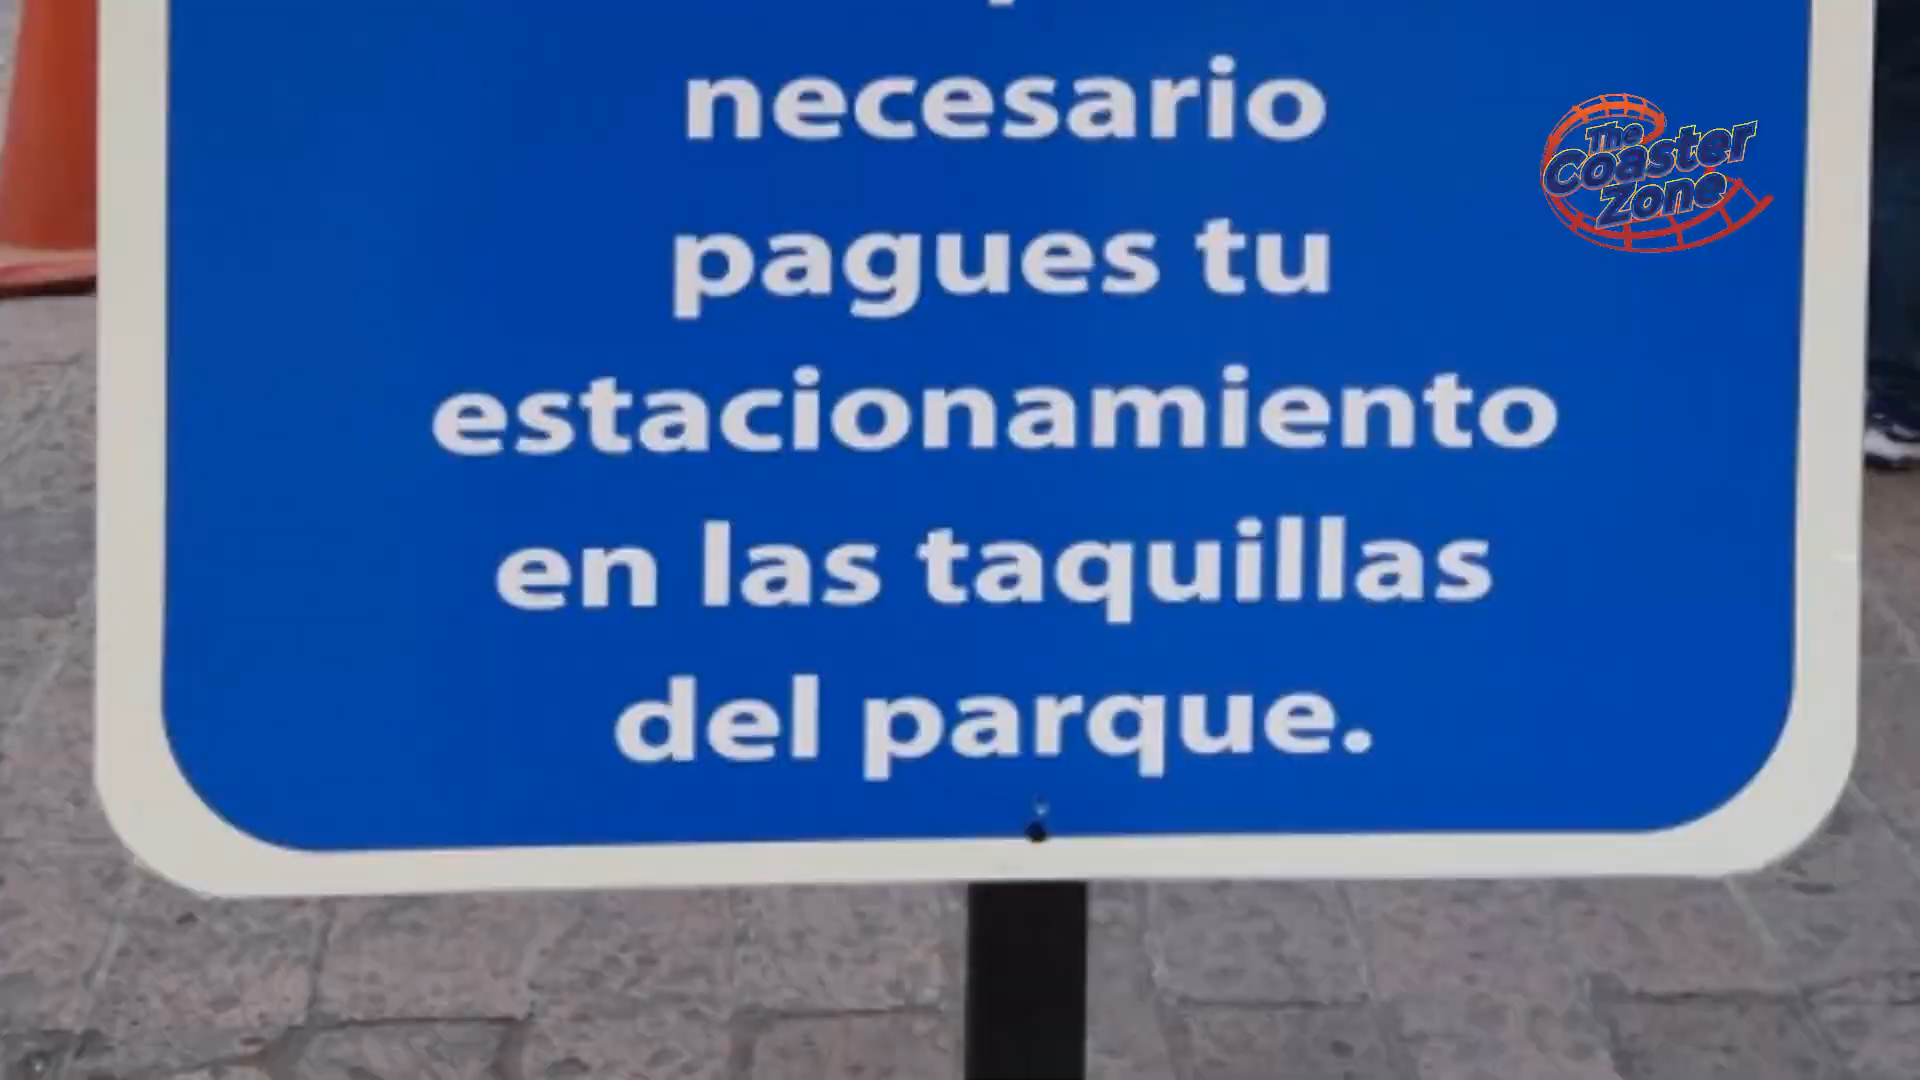 necesario
pagues tu
estacionamiento
en las taquillas
del parque.
The
Coaster
Zone